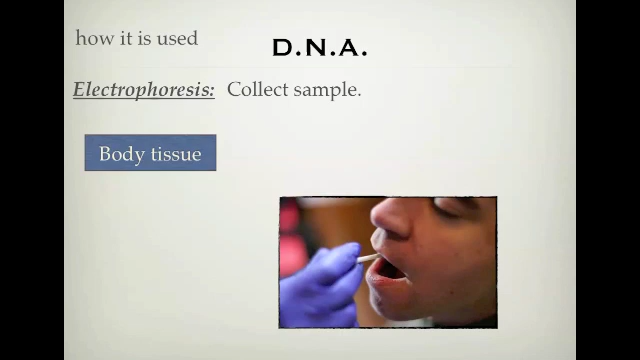 how it is used
D.N.A.
Electrophoresis: Collect sample.
Body tissue